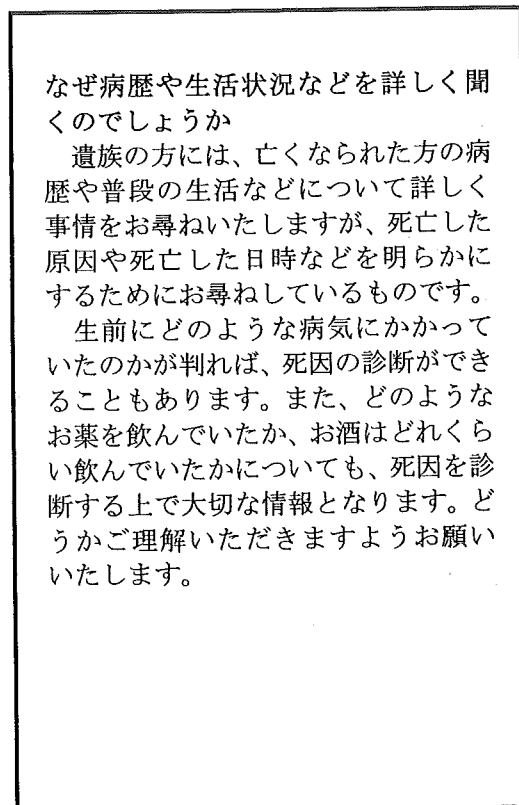 なぜ病歴や生活状況などを詳しく聞
くのでしょうか
　遺族の方には、亡くなられた方の病
歴や普段の生活などについて詳しく
事情をお尋ねいたしますが、死亡した
原因や死亡した日時などを明らかに
するためにお尋ねしているものです。
　生前にどのような病気にかかって
いたのかが判れば、死因の診断ができ
ることもあります。また、どのような
お薬を飲んでいたか、お酒はどれくら
い飲んでいたかについても、死因を診
断する上で大切な情報となります。ど
うかご理解いただきますようお願い
いたします。